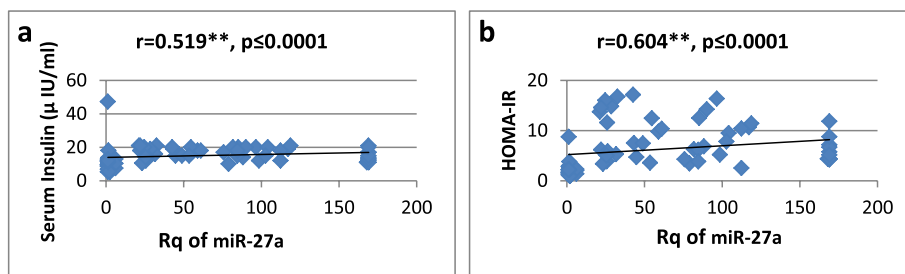 a
r=0.519**, p≤0.0001
Serum Insulin (µ IU/ml)
60
40
20
0
0 50 100 150 200
Rq of miR-27a
b
r=0.604**, p≤0.0001
HOMA-IR
20
10
0
0 50 100 150 200
Rq of miR-27a